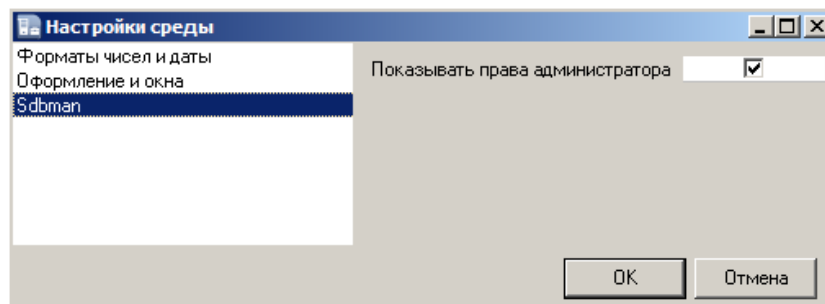 Настройки среды
Форматы чисел и даты
Оформление и окна
Sdbman
Показывать права администратора
OK
Отмена